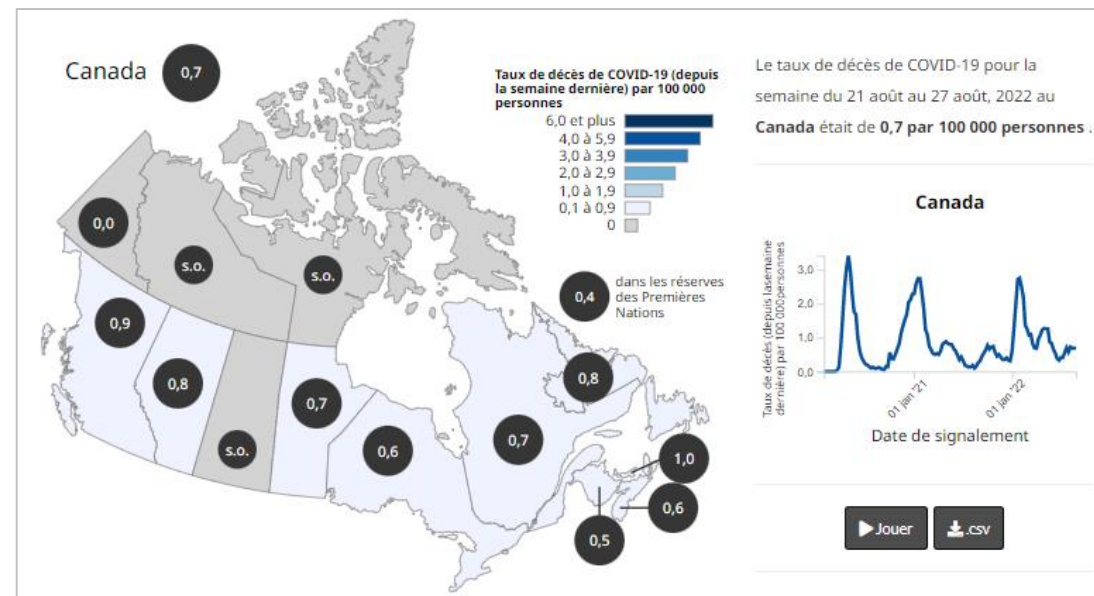 Canada
0,7
Taux de décès de COVID-19 (depuis
la semaine dernière) par 100 000
personnes
6,0 et plus
4,0 à 5,9
3,0 à 3,9
2,0 à 2,9
1,0 à 1,9
0,1 à 0,9
0
0,0
s.o.
s.o.
0,4
dans les réserves
des Premières
Nations
0,9
0,8
s.o.
0,7
0,6
0,7
0,8
1,0
0,6
0,5
Le taux de décès de COVID-19 pour la
semaine du 21 août au 27 août, 2022 au
Canada était de 0,7 par 100 000 personnes .
Canada
Taux de décès (depuis lasemaine
dernière) par 100 000personnes
3,0
2,0
1,0
0,0
01 jan '21
01 jan '22
Date de signalement
Jouer
.csv